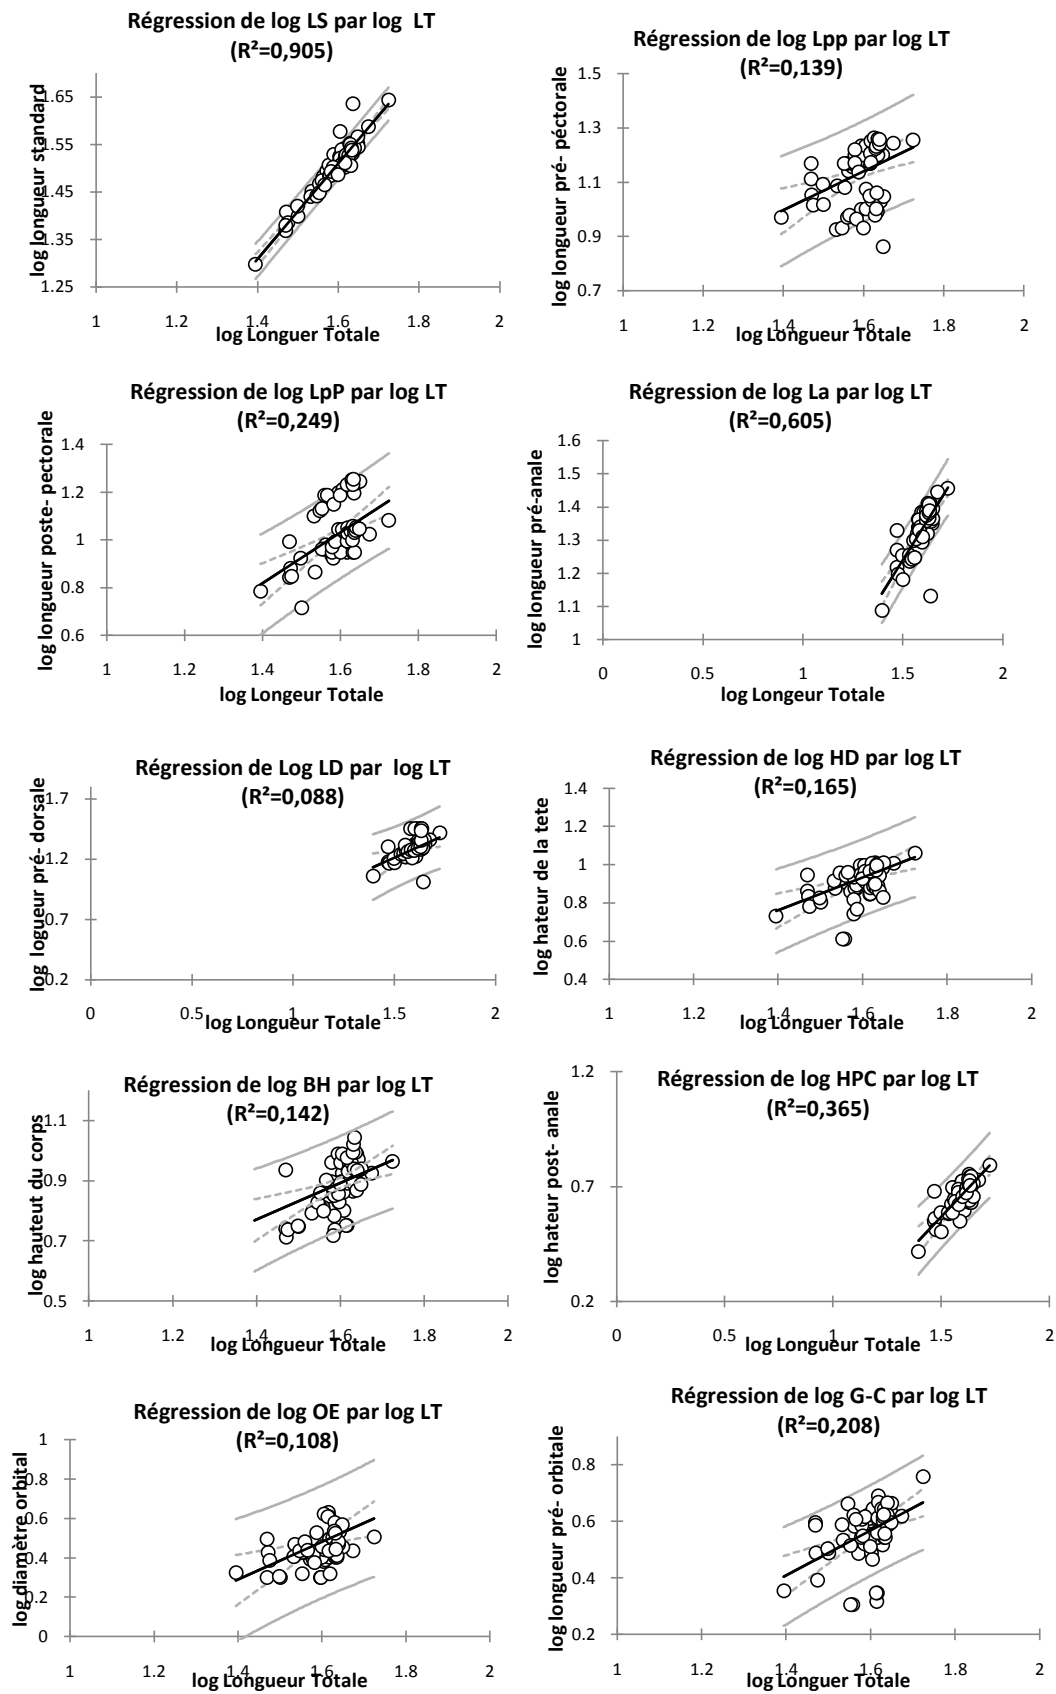 Régression de log LS par log LT
(R²=0,905)
log longueur standard
1.65
1.55
1.45
1.35
1.25
1 1.2 1.4 1.6 1.8 2
log Longuer Totale
Régression de log Lpp par log LT
(R²=0,139)
log longueur pré- péctorale
1.5
1.3
1.1
0.9
0.7
1 1.2 1.4 1.6 1.8 2
log Longuer Totale
Régression de log LpP par log LT
(R²=0,249)
log longueur poste- pectorale
1.4
1.2
1
0.8
0.6
1 1.2 1.4 1.6 1.8 2
log Longeur Totale
Régression de log La par log LT
(R²=0,605)
log longueur pré-anale
1.6
1.5
1.4
1.3
1.2
1.1
1
0 0.5 1 1.5 2
log Longeur Totale
Régression de Log LD par log LT
(R²=0,088)
log logueur pré- dorsale
1.7
1.2
0.7
0.2
0 0.5 1 1.5 2
log Longueur Totale
Régression de log HD par log LT
(R²=0,165)
log hateur de la tete
1.4
1.2
1
0.8
0.6
0.4
1 1.2 1.4 1.6 1.8 2
log Longuer Totale
Régression de log BH par log LT
(R²=0,142)
log hauteut du corps
1.1
0.9
0.7
0.5
1 1.2 1.4 1.6 1.8 2
log Longueur Totale
Régression de log HPC par log LT
(R²=0,365)
log hateur post- anale
1.2
0.7
0.2
0 0.5 1 1.5 2
log Longueur Totale
Régression de log OE par log LT
(R²=0,108)
log diamètre orbital
1
0.8
0.6
0.4
0.2
0
1 1.2 1.4 1.6 1.8 2
log Longueur Totale
Régression de log G-C par log LT
(R²=0,208)
log longueur pré- orbitale
0.8
0.6
0.4
0.2
1 1.2 1.4 1.6 1.8 2
log Longueur Totale